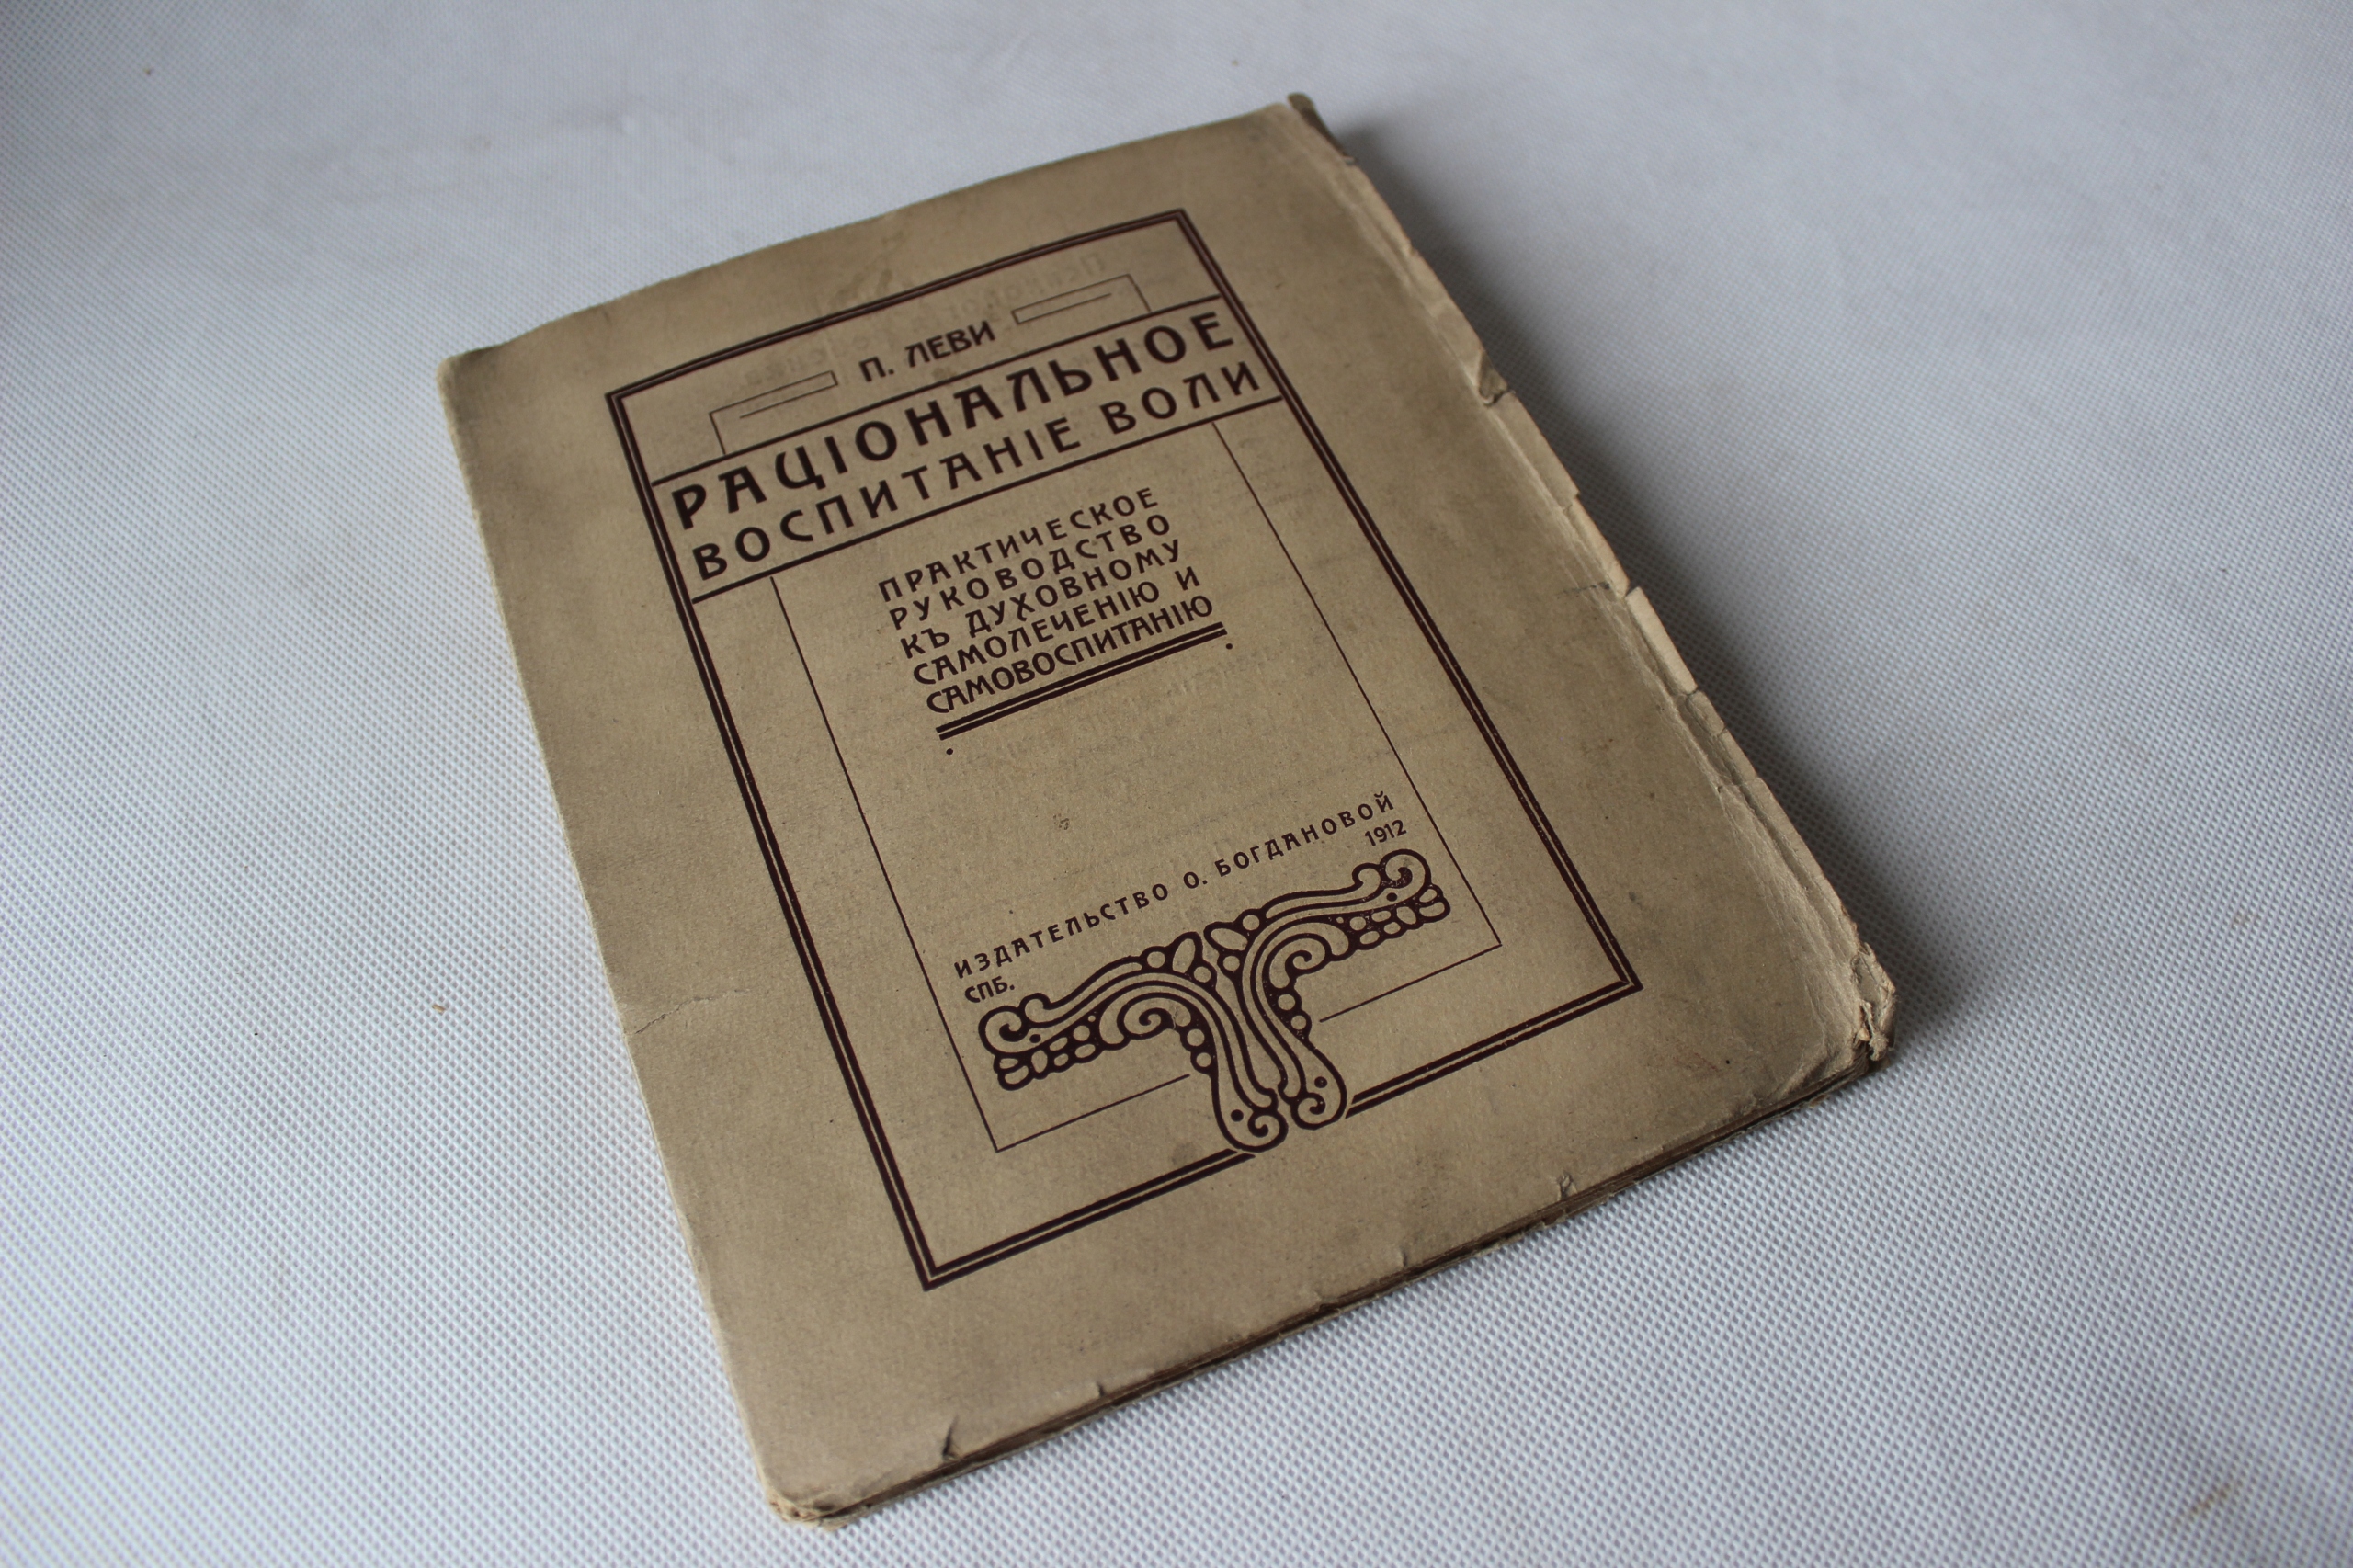 П. ЛЕВИ
РАЦІОНАЛЬНОЕ
ВОСПИТАНІЕ ВОЛИ
ПРАКТИЧЕСКОЕ
РУКОВОДСТВО
КЪ ДУХОВНОМУ
САМОЛЕЧЕНІЮ И
САМОВОСПИТАНІЮ
ИЗДАТЕЛЬСТВО О. БОГДАНОВОЙ
СПБ. 1912